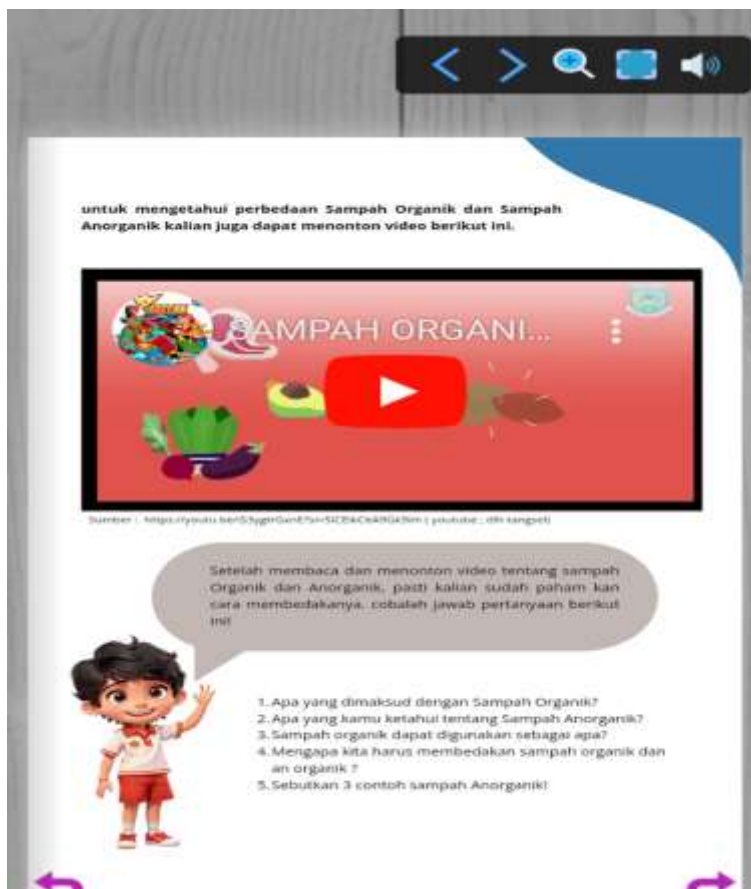 untuk mengetahui perbedaan Sampah Organik dan Sampah
Anorganik kalian juga dapat menonton video berikut ini.
SAMPAH ORGANI...
Sumber :
Setelah membaca dan menonton video tentang sampah
Organik dan Anorganik, pasti kalian sudah paham kan
cara membedakanya. cobalah jawab pertanyaan berikut
ini!
1. Apa yang dimaksud dengan Sampah Organik?
2. Apa yang kamu ketahui tentang Sampah Anorganik?
3. Sampah organik dapat digunakan sebagai apa?
4. Mengapa kita harus membedakan sampah organik dan
an organik ?
5. Sebutkan 3 contoh sampah Anorganik!